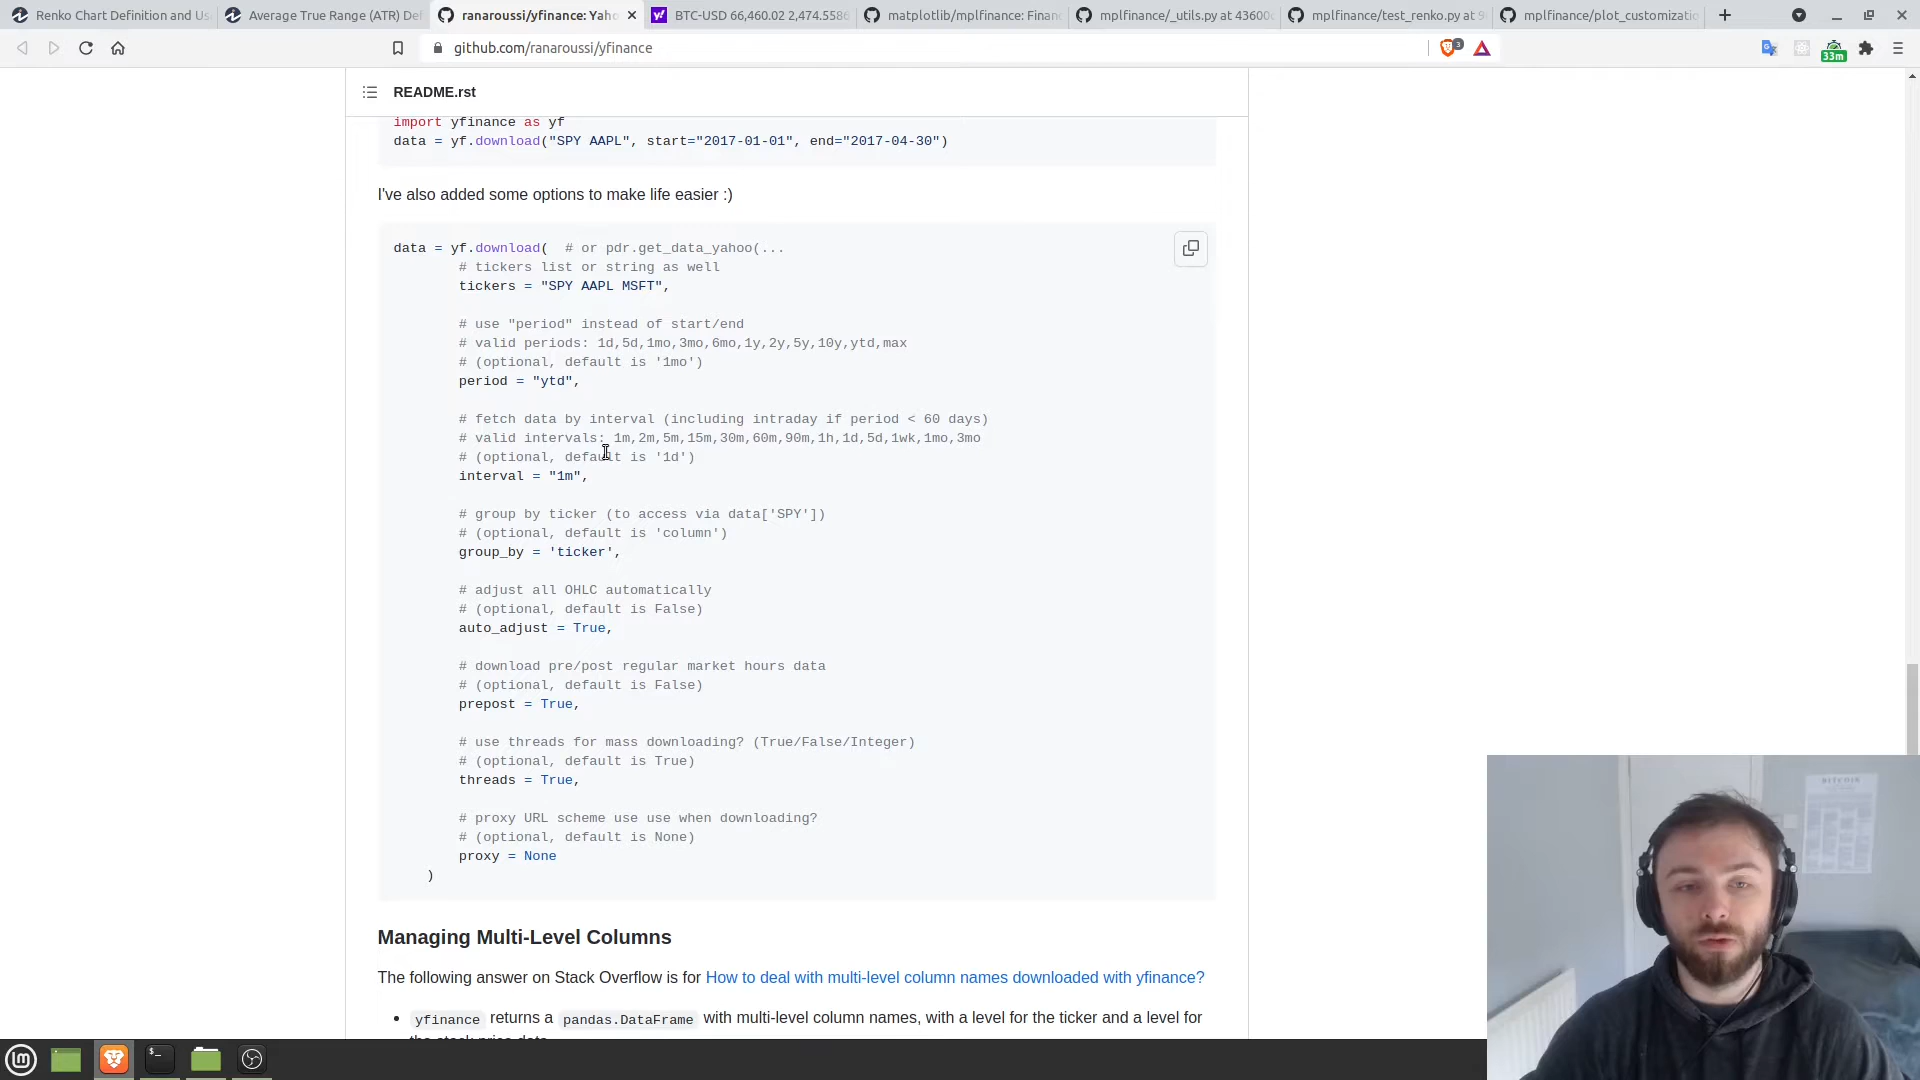 Renko Chart Definition and Us
Average True Range (ATR) De
ranaroussi/yfinance: Yaho
BTC-USD 66,460.02 2,474.5586
matplotlib/mplfinance: Finan
mplfinance/_utils.py at 43600
mplfinance/test_renko.py at 9
mplfinance/plot_customizatio
github.com/ranaroussi/yfinance
3
33m
README.rst
import yfinance as yf
data = yf.download("SPY AAPL", start="2017-01-01", end="2017-04-30")
I've also added some options to make life easier :)
data = yf.download(  # or pdr.get_data_yahoo(...
# tickers list or string as well
tickers = "SPY AAPL MSFT",
# use "period" instead of start/end
# valid periods: 1d,5d,1mo,3mo,6mo,1y,2y,5y,10y,ytd,max
# (optional, default is '1mo')
period = "ytd",
# fetch data by interval (including intraday if period < 60 days)
# valid intervals: 1m,2m,5m,15m,30m,60m,90m,1h,1d,5d,1wk,1mo,3mo
# (optional, default is '1d')
interval = "1m",
# group by ticker (to access via data['SPY'])
# (optional, default is 'column')
group_by = 'ticker',
# adjust all OHLC automatically
# (optional, default is False)
auto_adjust = True,
# download pre/post regular market hours data
# (optional, default is False)
prepost = True,
# use threads for mass downloading? (True/False/Integer)
# (optional, default is True)
threads = True,
# proxy URL scheme use use when downloading?
# (optional, default is None)
proxy = None
)
Managing Multi-Level Columns
The following answer on Stack Overflow is for How to deal with multi-level column names downloaded with yfinance?
yfinance returns a pandas.DataFrame with multi-level column names, with a level for the ticker and a level for
the stock price data
BITCOIN